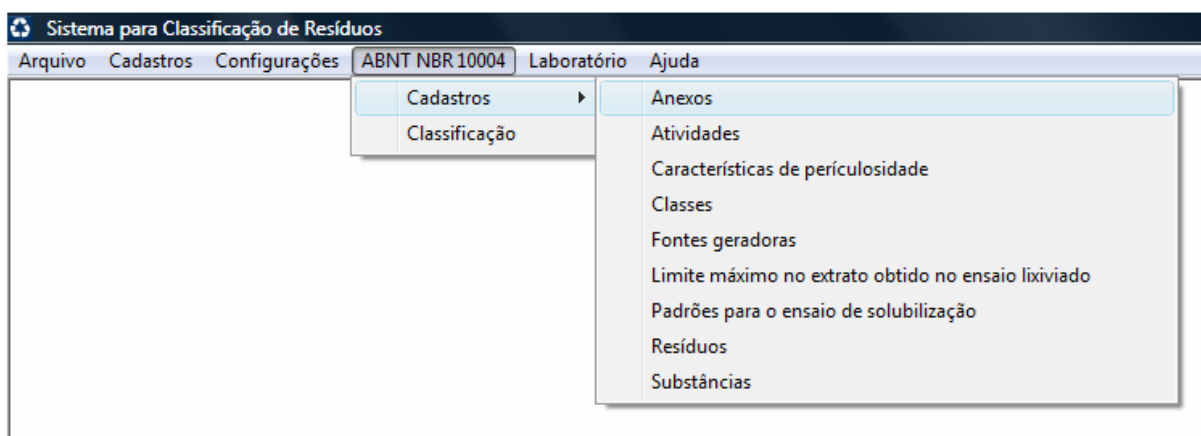 Sistema para Classificação de Resíduos
Arquivo Cadastros Configurações ABNT NBR 10004 Laboratório Ajuda
Cadastros
Classificação
Anexos
Atividades
Características de perículosidade
Classes
Fontes geradoras
Limite máximo no extrato obtido no ensaio lixiviado
Padrões para o ensaio de solubilização
Resíduos
Substâncias